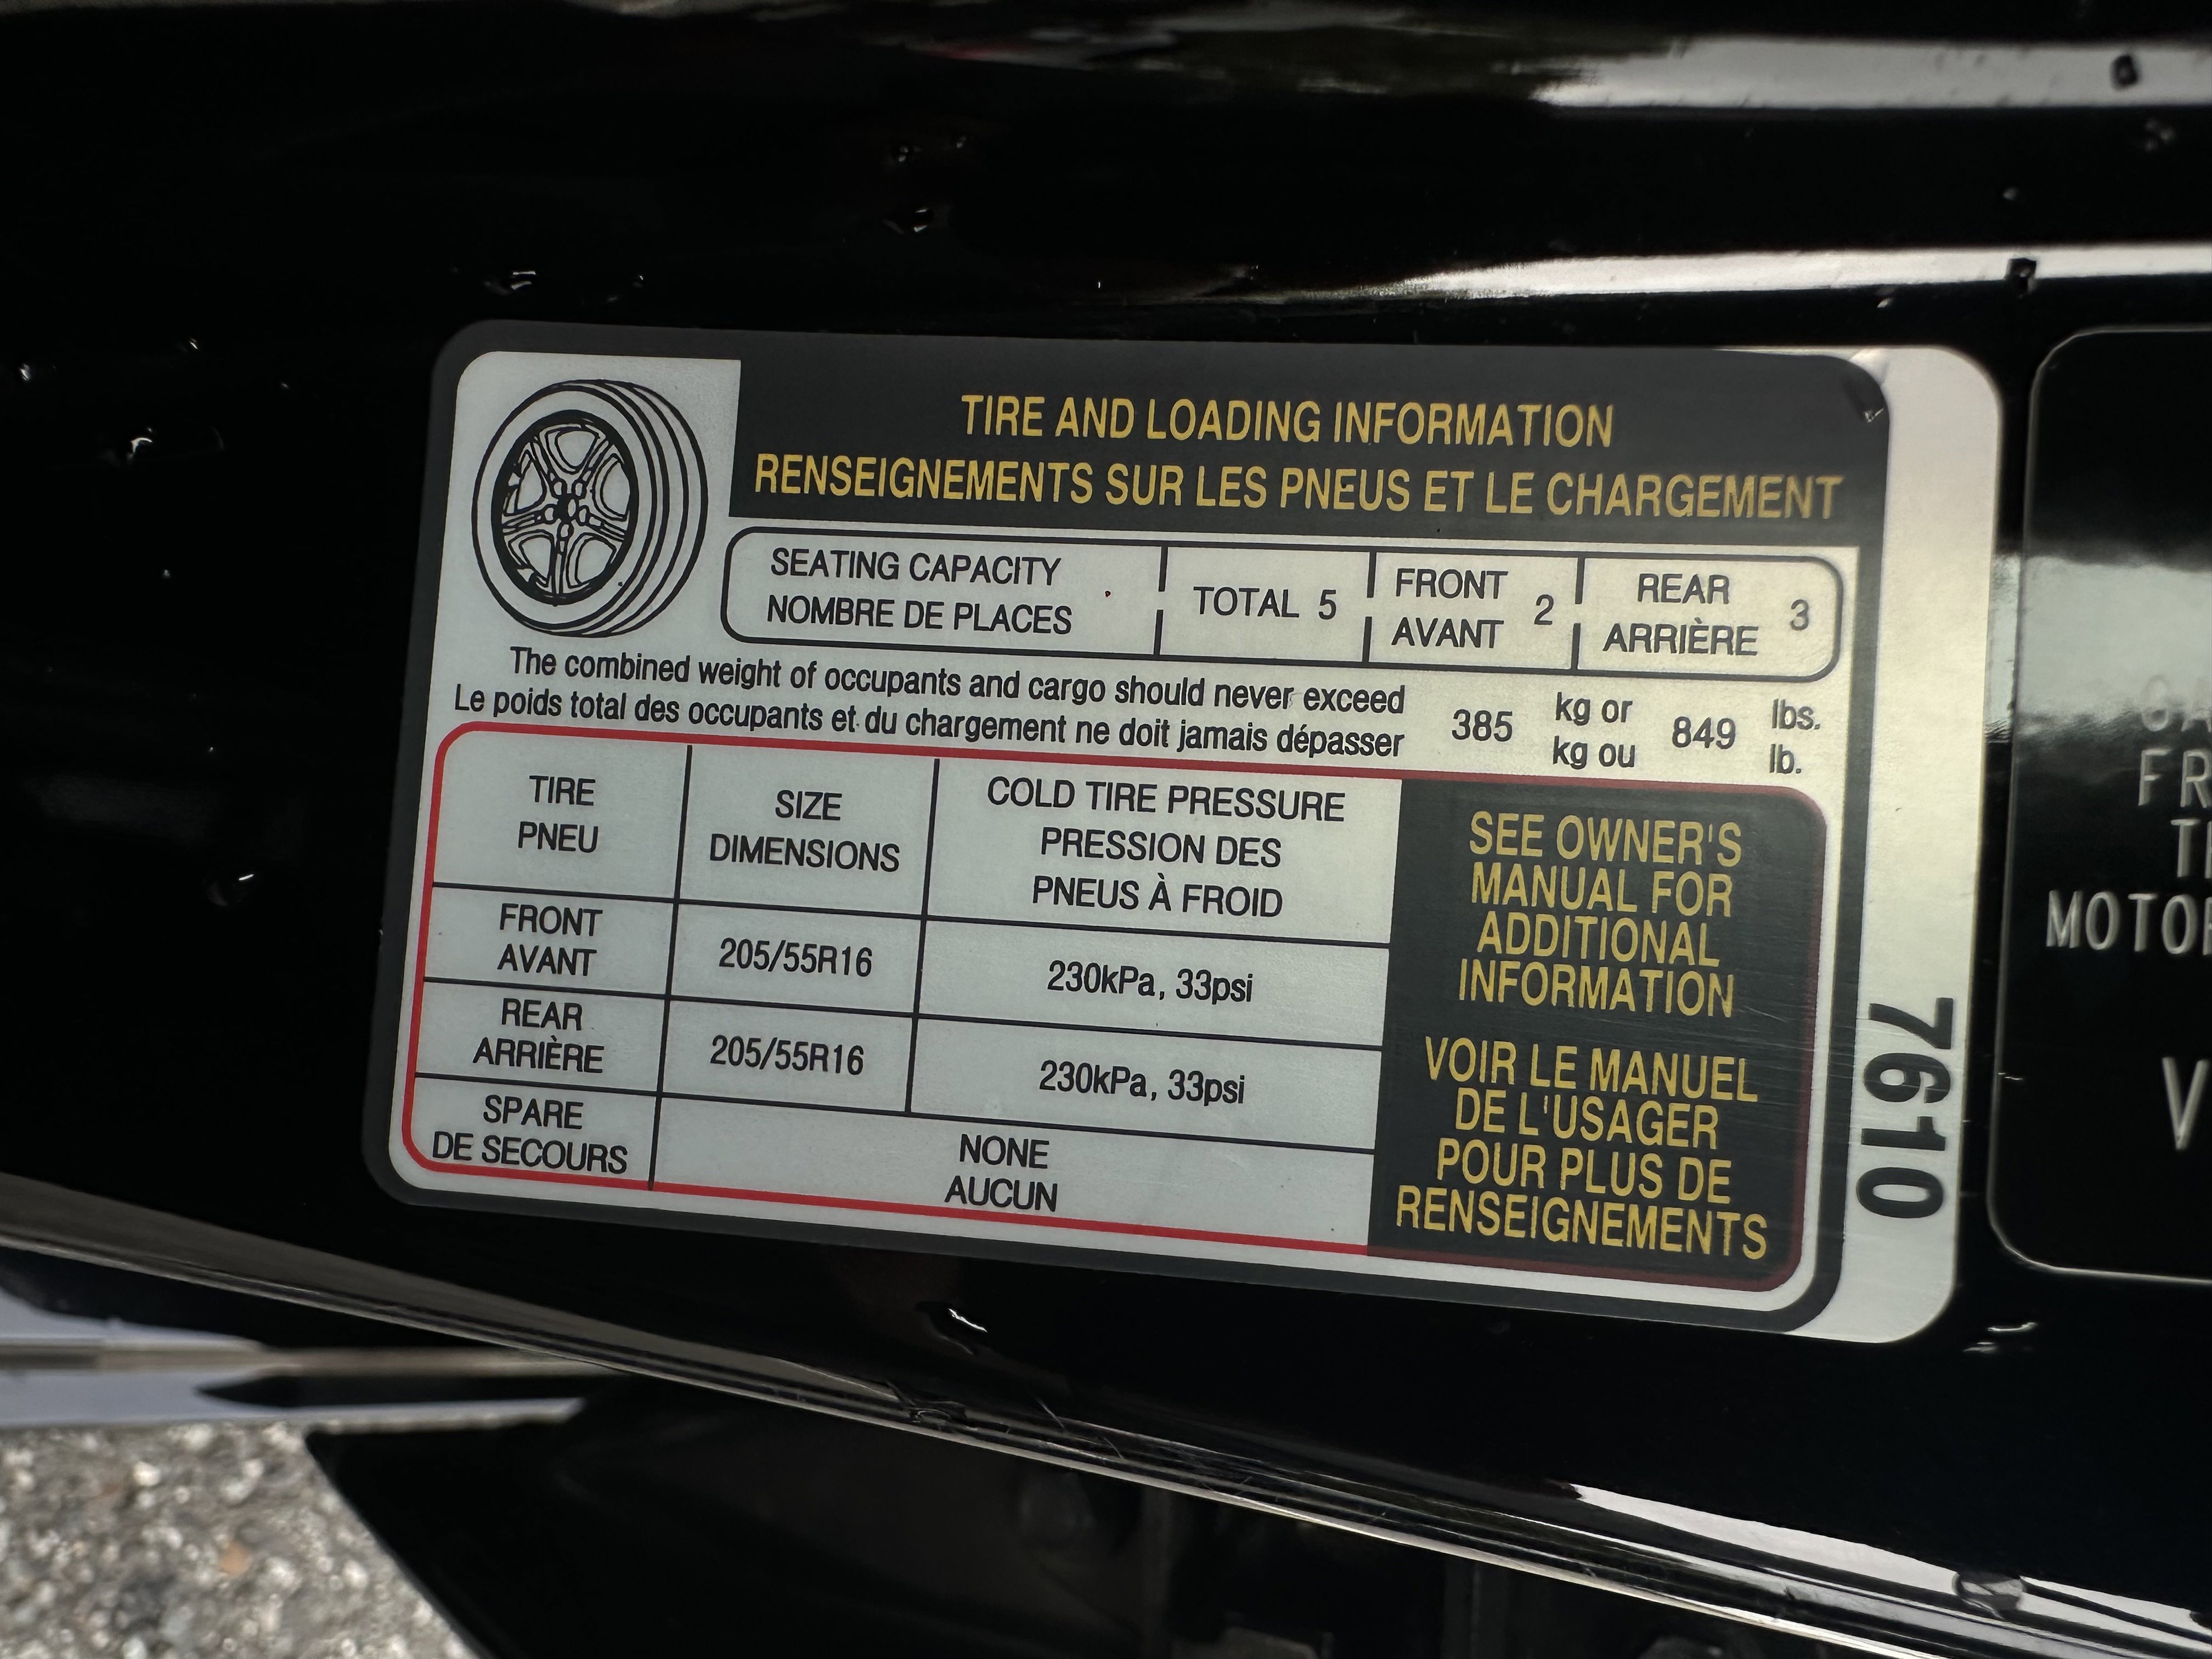 TIRE AND LOADING INFORMATION
RENSEIGNEMENTS SUR LES PNEUS ET LE CHARGEMENT
SEATING CAPACITY
NOMBRE DE PLACES
TOTAL 5
FRONT
AVANT
2
REAR
ARRIÈRE
3
The combined weight of occupants and cargo should never exceed
Le poids total des occupants et du chargement ne doit jamais dépasser
385
kg or
kg ou
849
lbs.
lb.
TIRE
PNEU
SIZE
DIMENSIONS
COLD TIRE PRESSURE
PRESSION DES
PNEUS À FROID
FRONT
AVANT
205/55R16
230kPa, 33psi
REAR
ARRIÈRE
205/55R16
230kPa, 33psi
SPARE
DE SECOURS
NONE
AUCUN
SEE OWNER'S
MANUAL FOR
ADDITIONAL
INFORMATION
VOIR LE MANUEL
DE L'USAGER
POUR PLUS DE
RENSEIGNEMENTS
7610